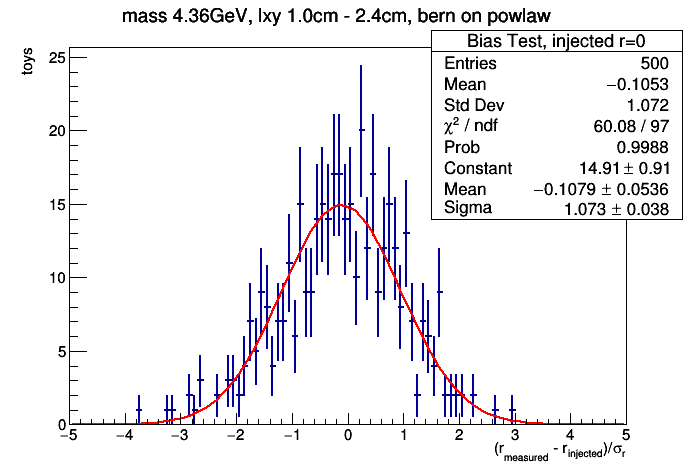 mass 4.36GeV, lxy 1.0cm - 2.4cm, bern on powlaw
Bias Test, injected r=0
Entries 500
Mean −0.1053
Std Dev 1.072
χ² / ndf 60.08 / 97
Prob 0.9988
Constant 14.91 ± 0.91
Mean −0.1079 ± 0.0536
Sigma 1.073 ± 0.038
toys
25
20
15
10
5
0
−5 −4 −3 −2 −1 0 1 2 3 4 5
(r_measured - r_injected)/σ_r